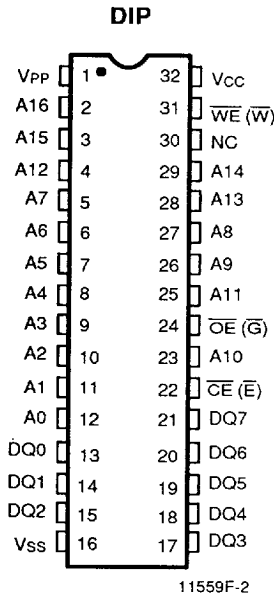 DIP
VPP 1 32 VCC
A16 2 31 WE (W)
A15 3 30 NC
A12 4 29 A14
A7 5 28 A13
A6 6 27 A8
A5 7 26 A9
A4 8 25 A11
A3 9 24 OE (G)
A2 10 23 A10
A1 11 22 CE (E)
A0 12 21 DQ7
DQ0 13 20 DQ6
DQ1 14 19 DQ5
DQ2 15 18 DQ4
VSS 16 17 DQ3
11559F-2